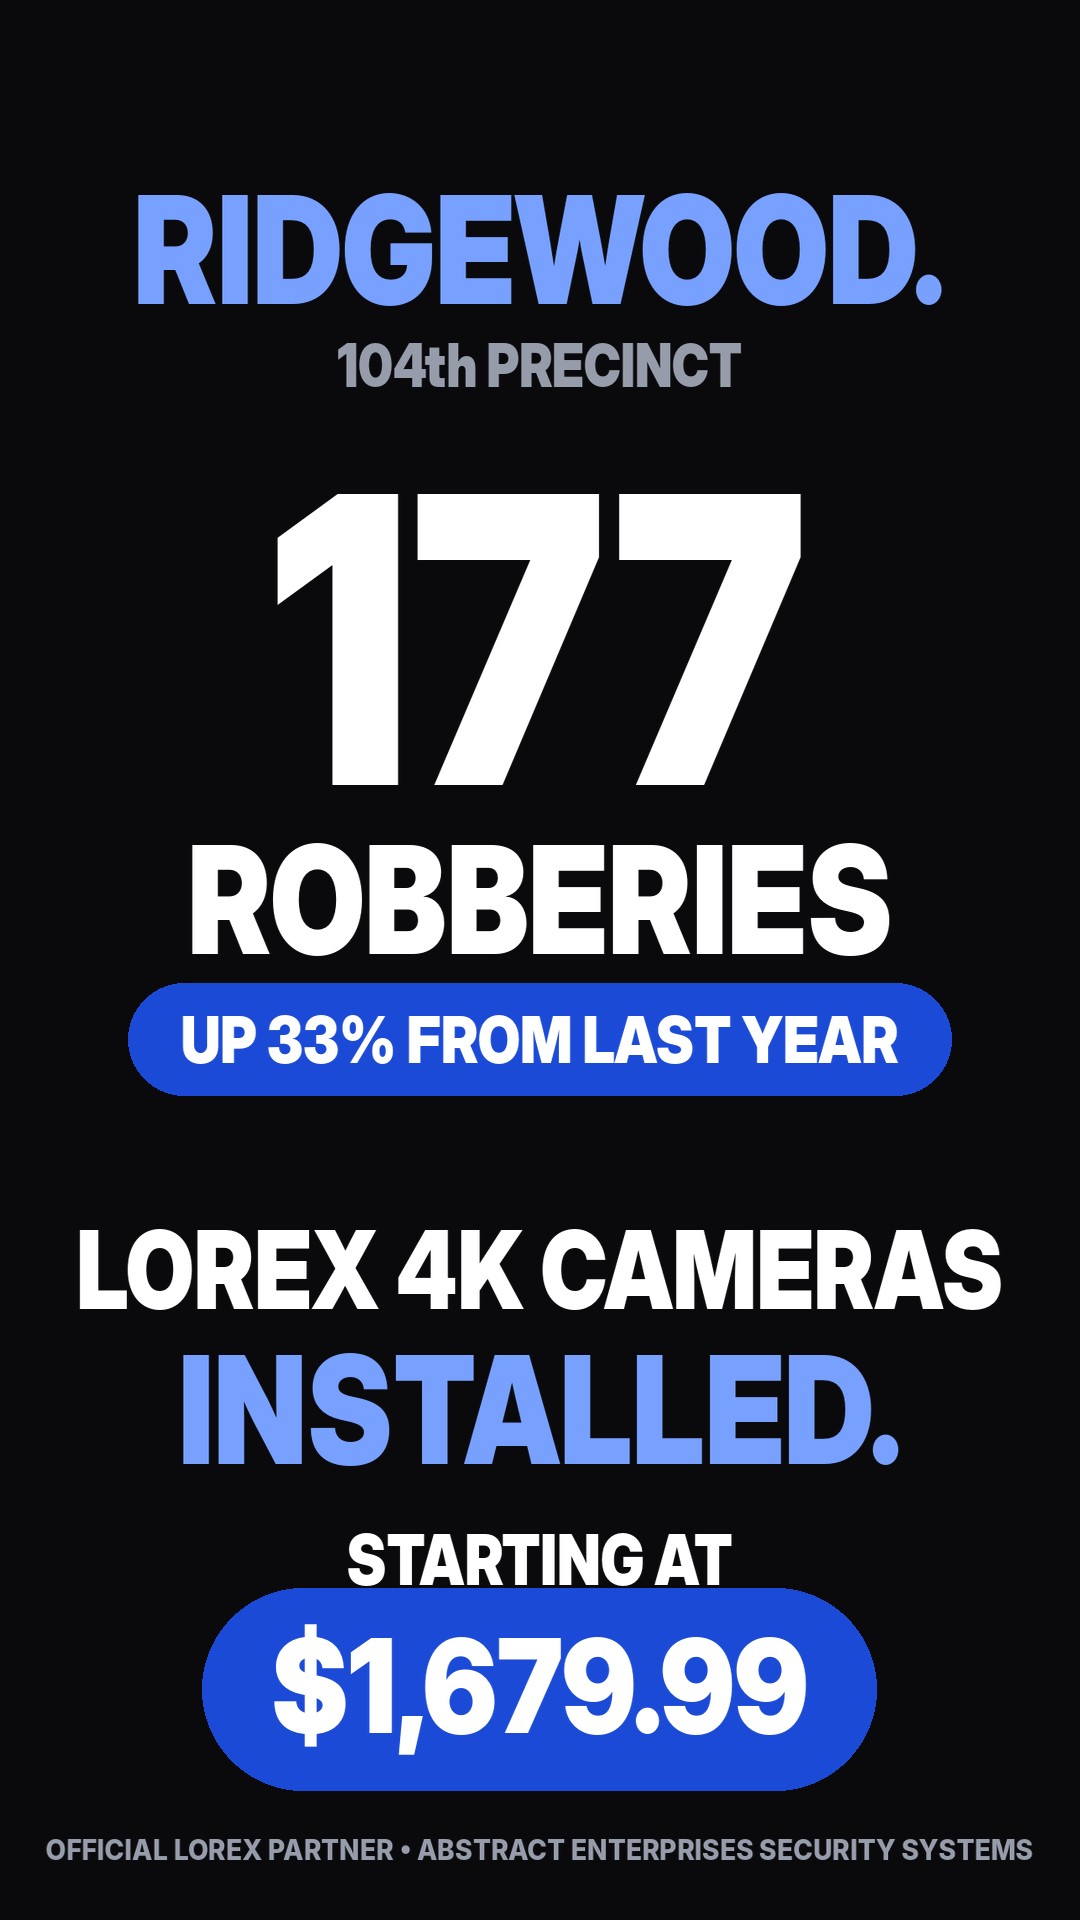 RIDGEWOOD.
104th PRECINCT
177
ROBBERIES
UP 33% FROM LAST YEAR
LOREX 4K CAMERAS
INSTALLED.
STARTING AT
$1,679.99
OFFICIAL LOREX PARTNER • ABSTRACT ENTERPRISES SECURITY SYSTEMS